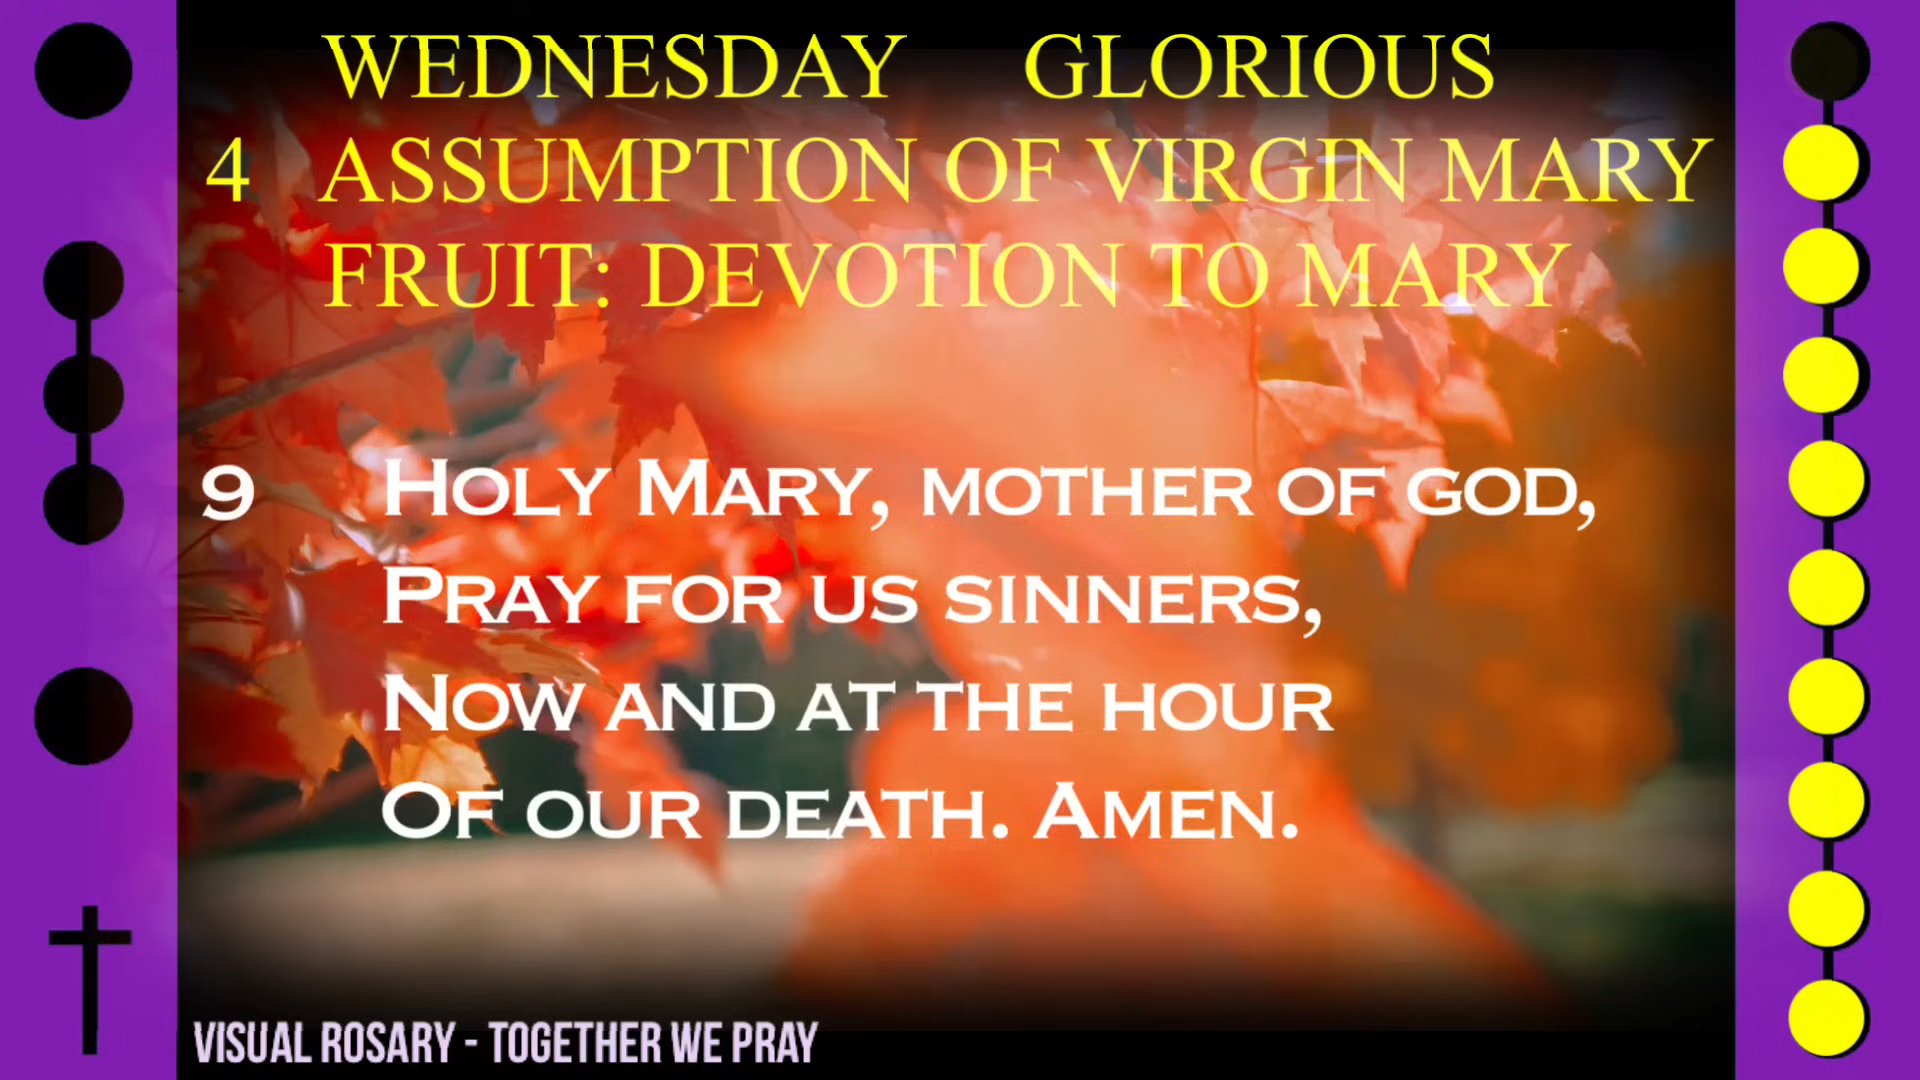 WEDNESDAY GLORIOUS
4 ASSUMPTION OF VIRGIN MARY
FRUIT: DEVOTION TO MARY
9 HOLY MARY, MOTHER OF GOD,
PRAY FOR US SINNERS,
NOW AND AT THE HOUR
OF OUR DEATH. AMEN.
VISUAL ROSARY - TOGETHER WE PRAY